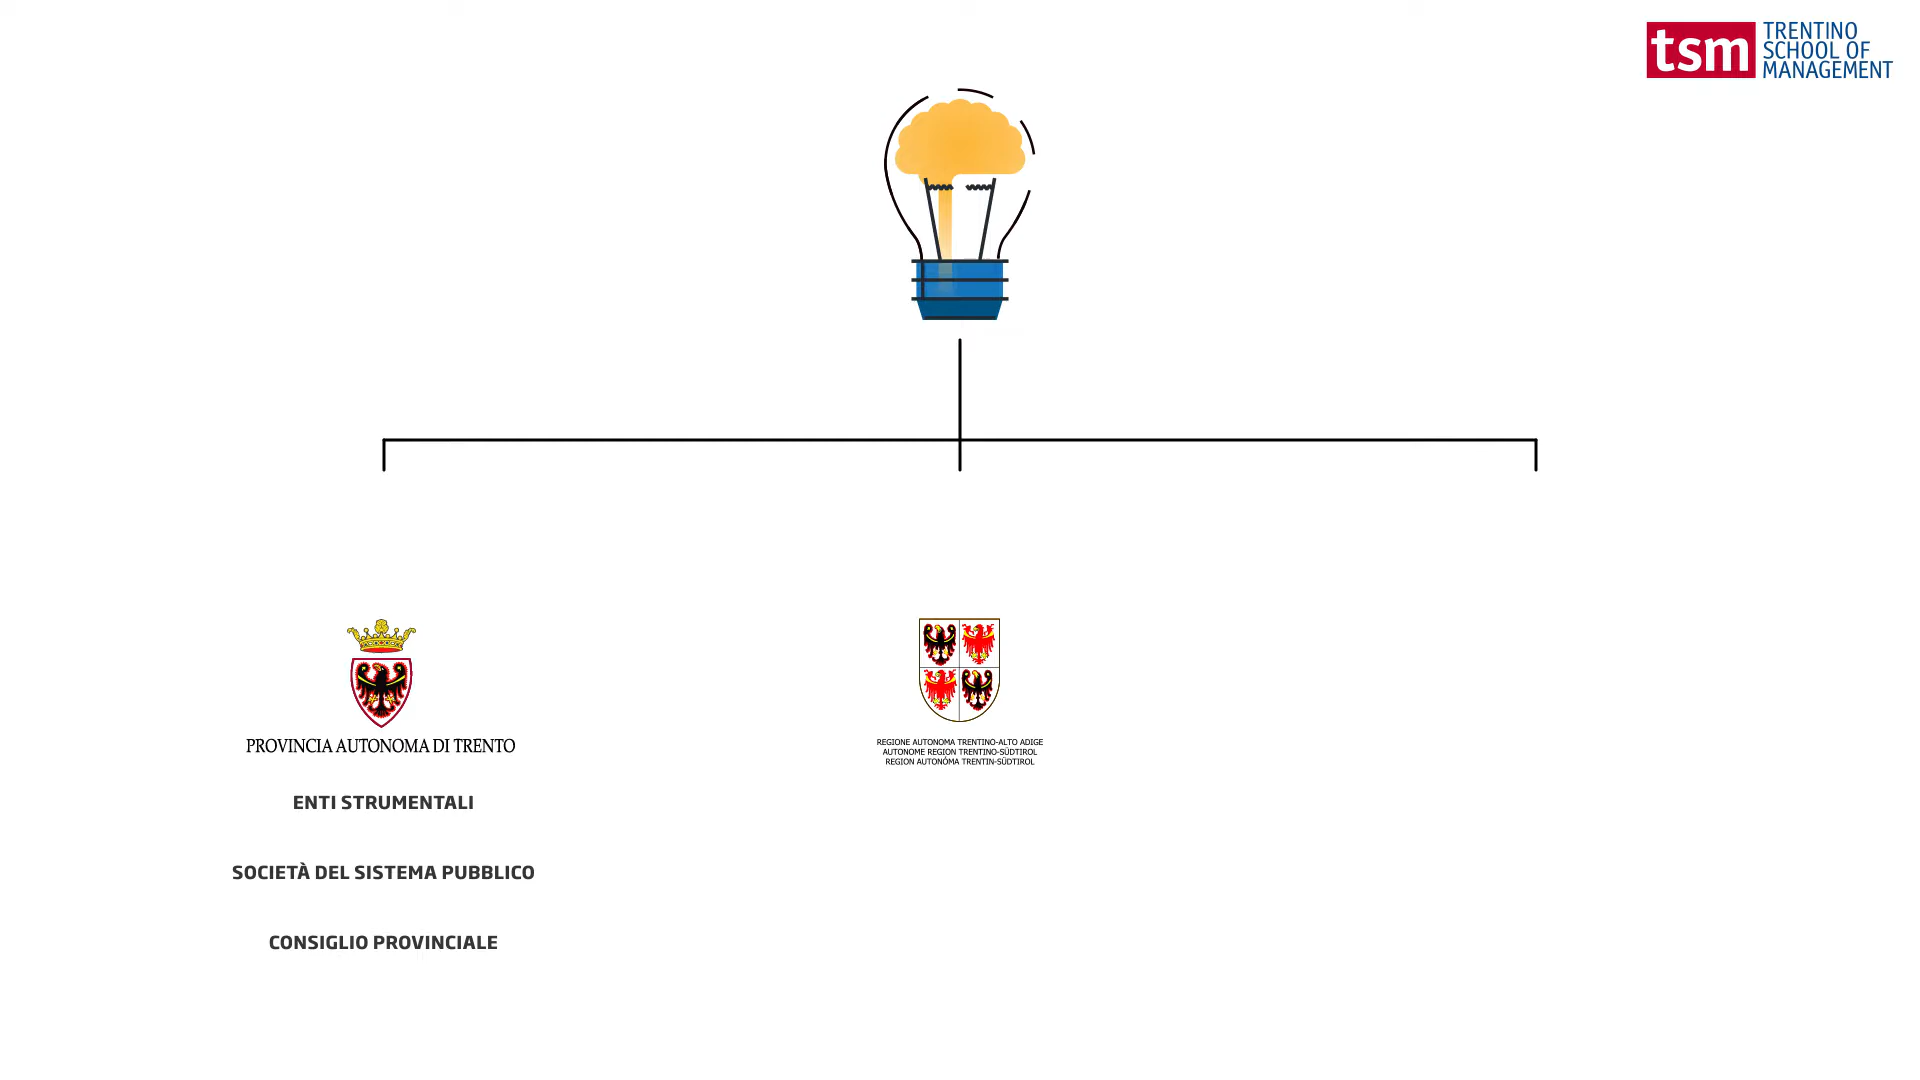 tsm
TRENTINO
SCHOOL OF
MANAGEMENT
PROVINCIA AUTONOMA DI TRENTO
ENTI STRUMENTALI
SOCIETÀ DEL SISTEMA PUBBLICO
CONSIGLIO PROVINCIALE
REGIONE AUTONOMA TRENTINO-ALTO ADIGE
AUTONOME REGION TRENTINO-SÜDTIROL
REGION AUTONÓMA TRENTIN-SÜDTIROL